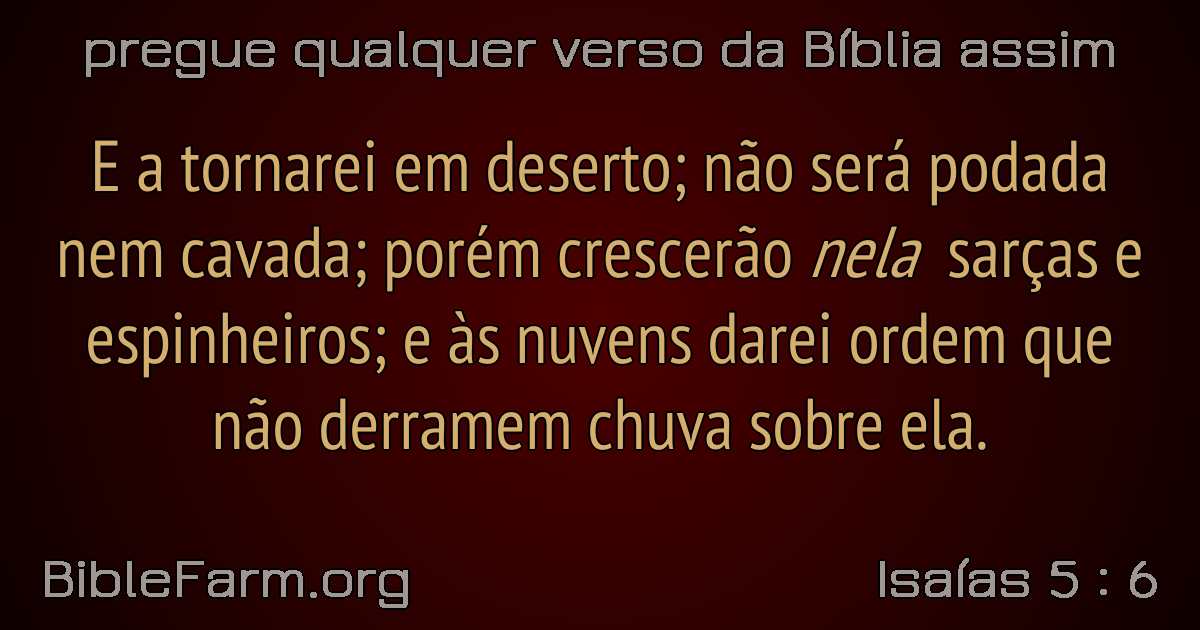 pregue qualquer verso da Bíblia assim
E a tornarei em deserto; não será podada
nem cavada; porém crescerão nela sarças e
espinheiros; e às nuvens darei ordem que
não derramem chuva sobre ela.
BibleFarm.org
Isaías 5 : 6